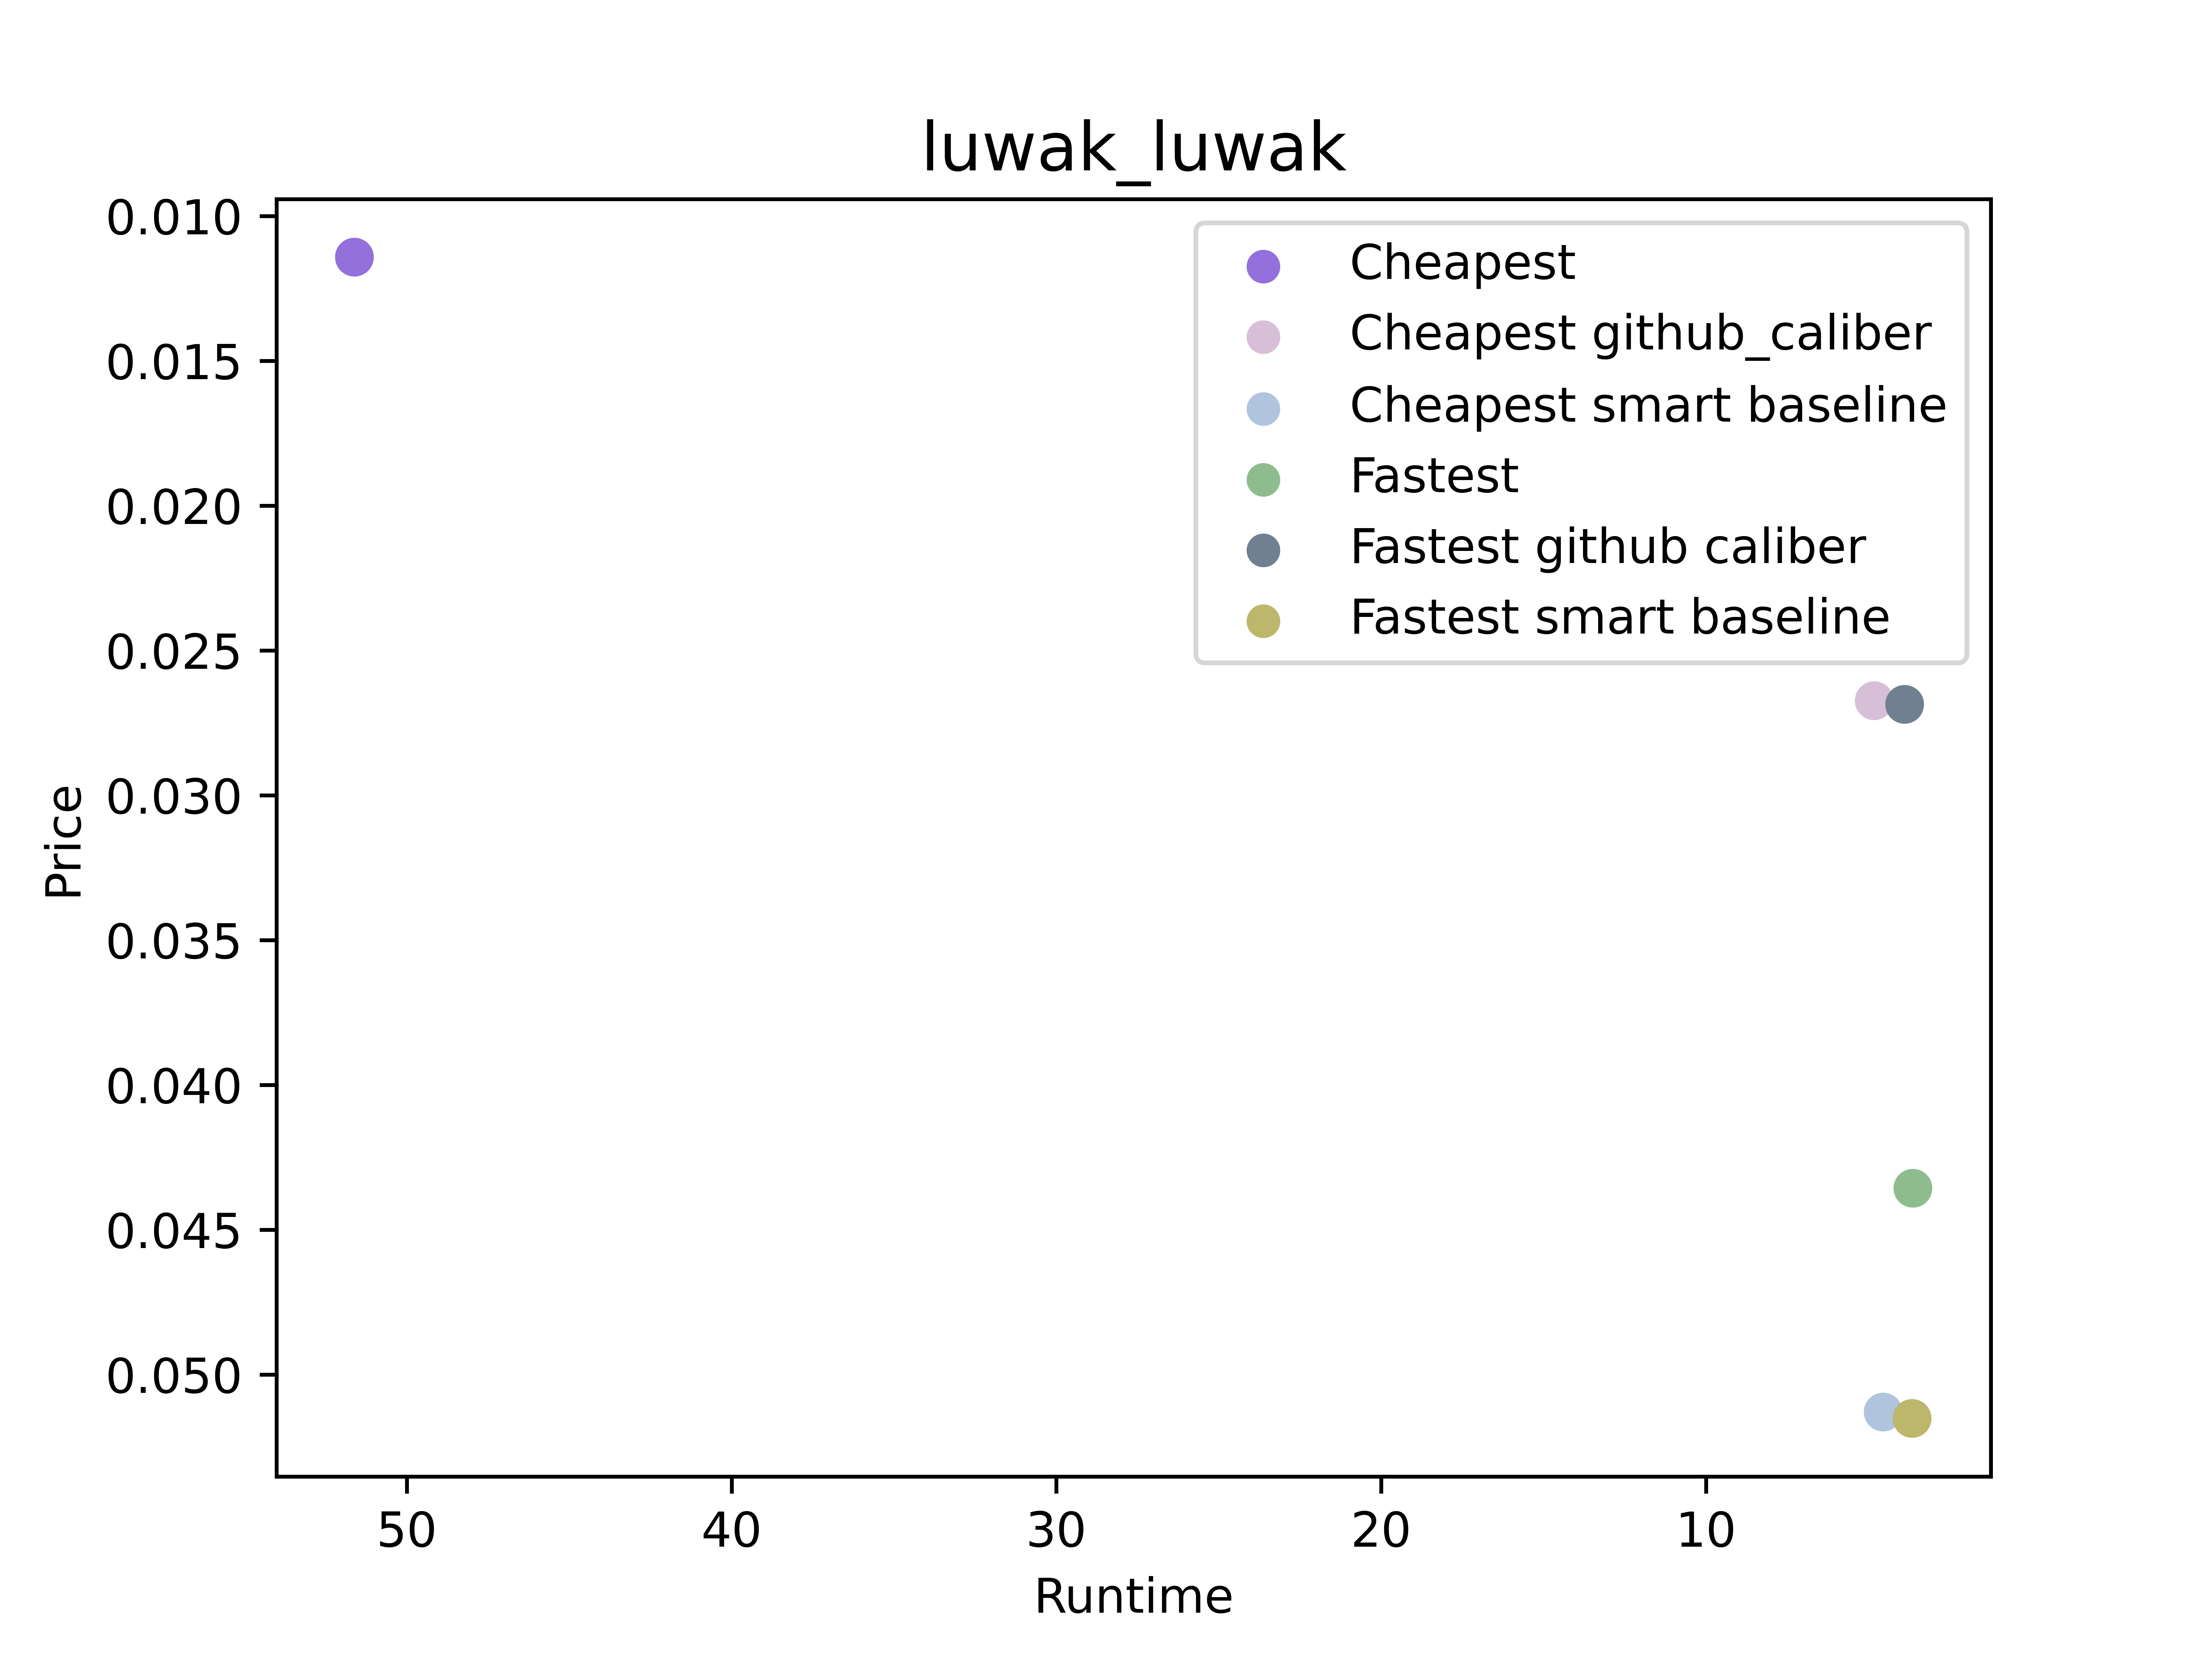 luwak_luwak
Cheapest
Cheapest github_caliber
Cheapest smart baseline
Fastest
Fastest github caliber
Fastest smart baseline
0.010
0.015
0.020
0.025
0.030
0.035
0.040
0.045
0.050
Price
50 40 30 20 10
Runtime